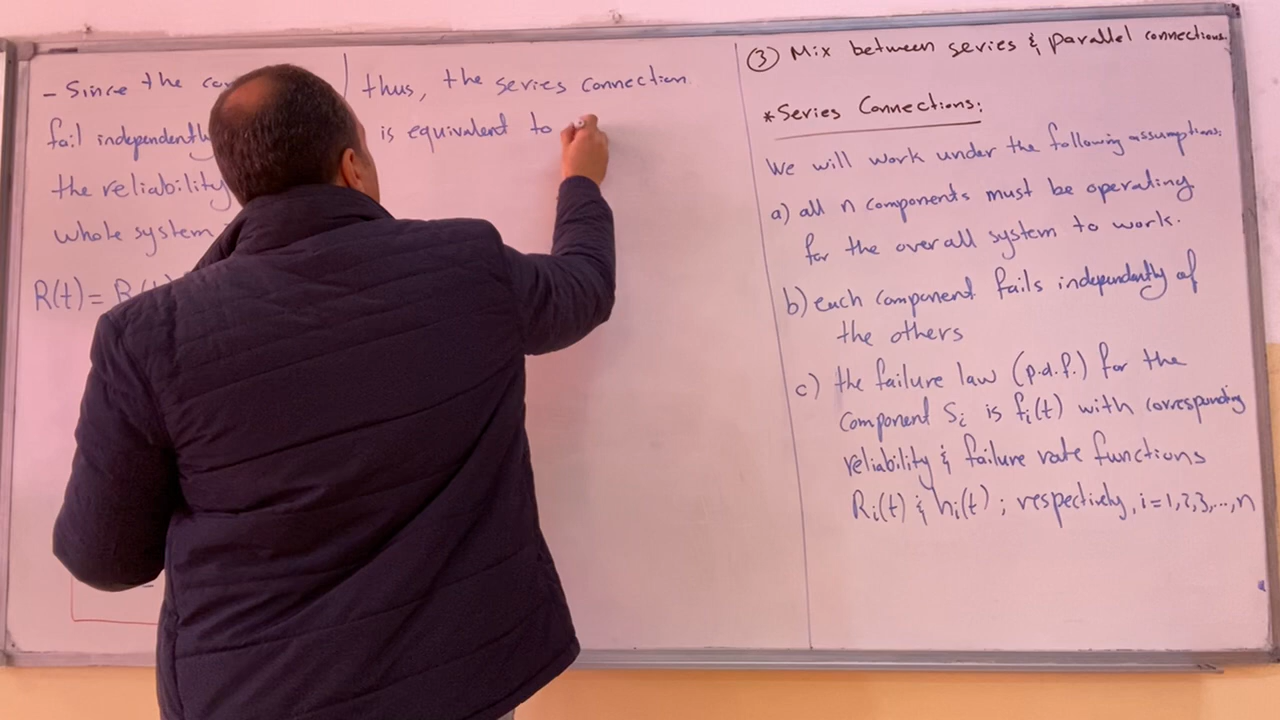 - Since the
fail independently
the reliability
whole system
R(t) =
thus, the series connection
is equivalent to
③ Mix between series & parallel connections.
*Series Connections:
We will work under the following assumptions:
a) all n components must be operating
for the overall system to work.
b) each component fails independently of
the others
c) the failure law (p.d.f.) for the
component Si is fi(t) with corresponding
reliability & failure rate functions
Ri(t) & hi(t) ; respectively, i=1,2,3,...,n